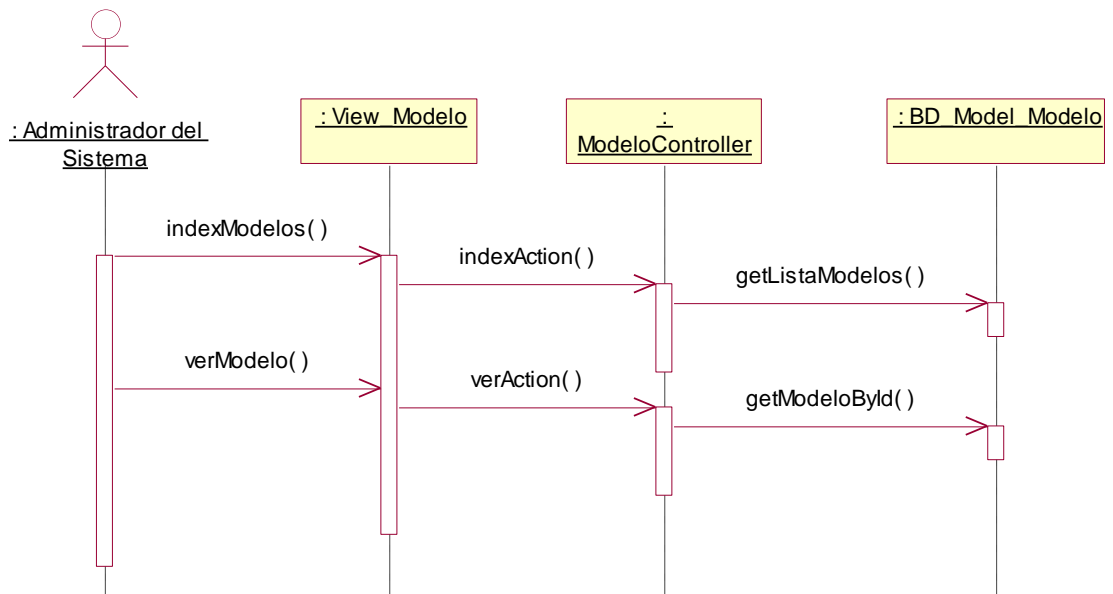 : Administrador del
Sistema
: View_Modelo
:
ModeloController
: BD_Model_Modelo
indexModelos( )
indexAction( )
getListaModelos( )
verModelo( )
verAction( )
getModeloById( )